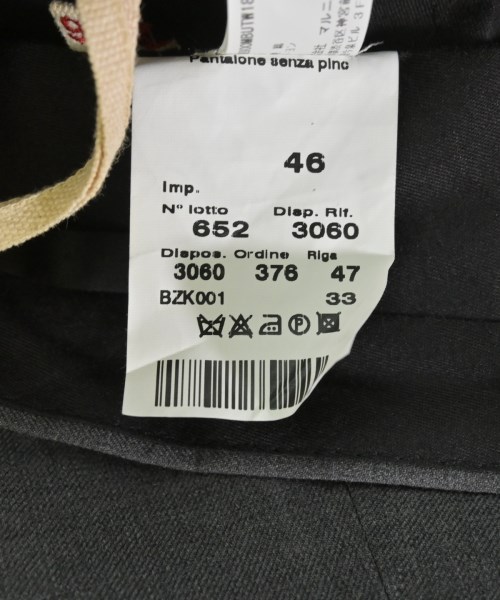 Pantalone senza pinc
46
Imp.
N° lotto Disp. Rif.
652 3060
Dispos. Ordine Riga
3060 376 47
BZK001 33